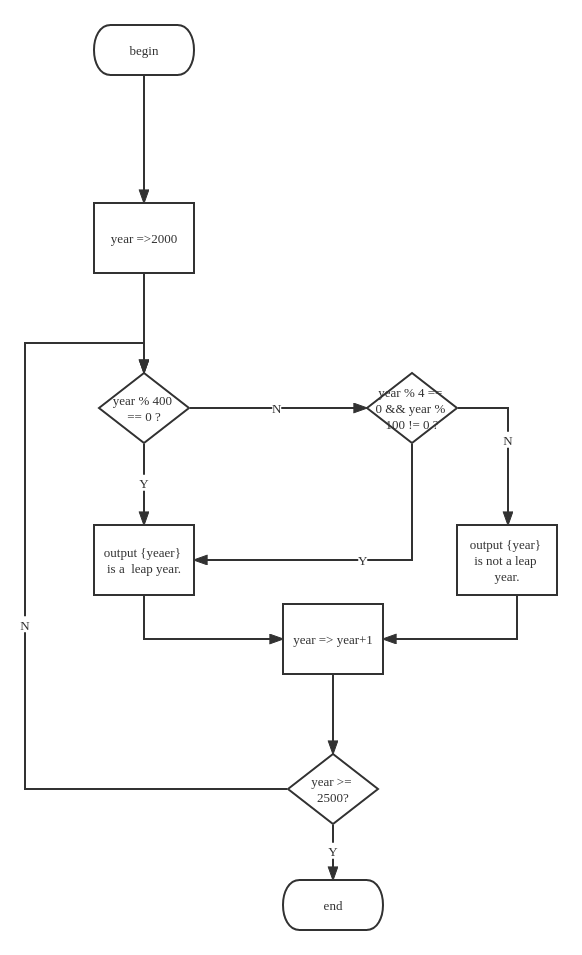 begin
year =>2000
year % 400
== 0 ?
N
year % 4 ==
0 && year %
100 != 0 ?
N
Y
output {yeaer}
is a  leap year.
Y
output {year}
is not a leap
year.
N
year => year+1
year >=
2500?
Y
end